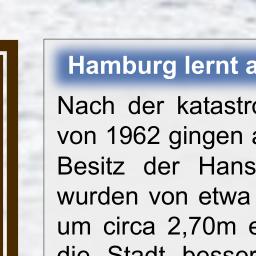 Hamburg lernt a
Nach der katastro
von 1962 gingen a
Besitz der Hans
wurden von etwa
um circa 2,70m e
die Stadt besser